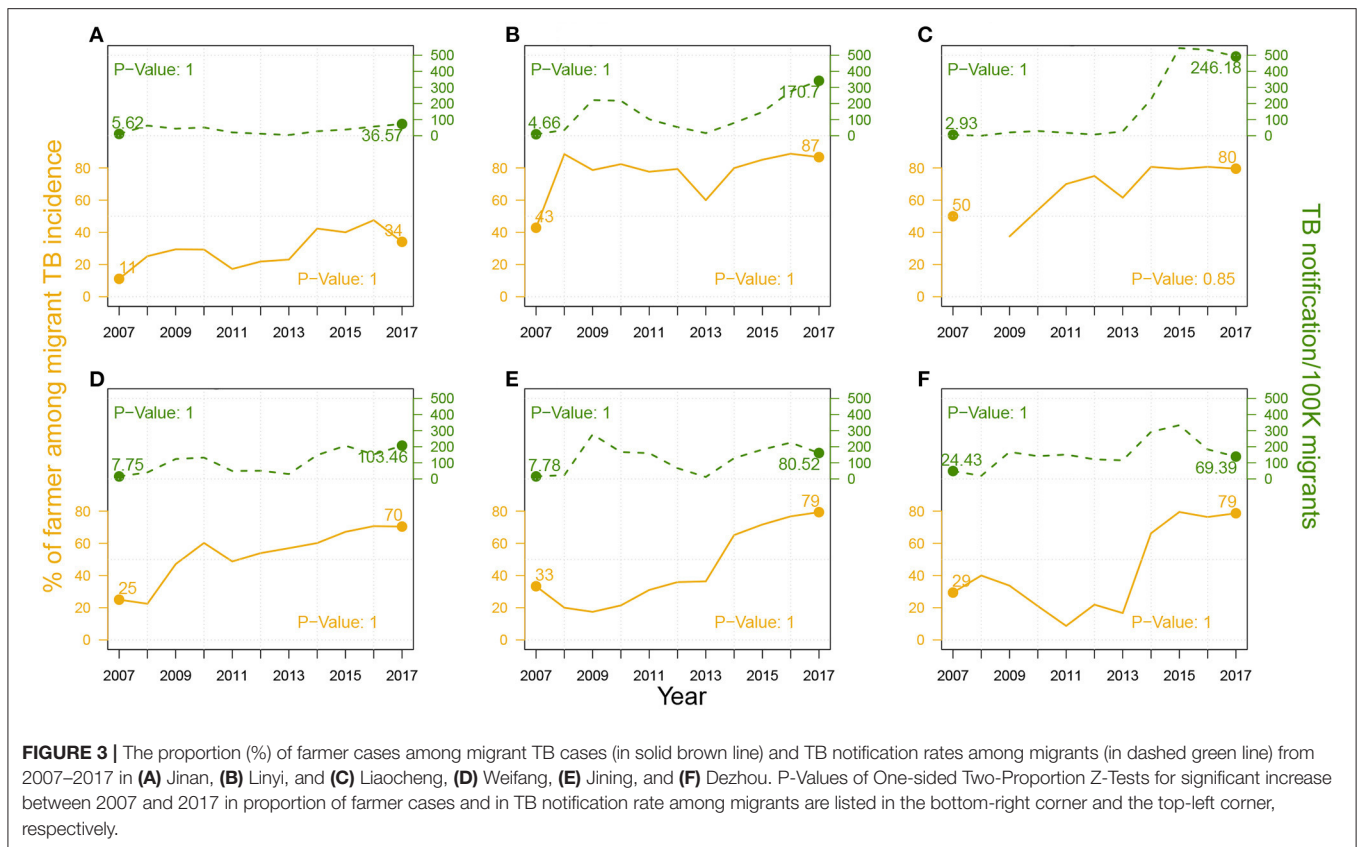 A
P-Value: 1
500
400
300
200
100
0
5.62
36.57
80
60
40
20
0
11
34
P-Value: 1
2007 2009 2011 2013 2015 2017
B
P-Value: 1
500
400
300
200
100
0
4.66
170.7
80
60
40
20
0
43
87
P-Value: 1
2007 2009 2011 2013 2015 2017
C
P-Value: 1
500
400
300
200
100
0
2.93
246.18
80
60
40
20
0
50
80
P-Value: 0.85
2007 2009 2011 2013 2015 2017
% of farmer among migrant TB incidence
TB notification/100K migrants
D
P-Value: 1
500
400
300
200
100
0
7.75
103.46
80
60
40
20
0
25
70
P-Value: 1
2007 2009 2011 2013 2015 2017
E
P-Value: 1
500
400
300
200
100
0
7.78
80.52
80
60
40
20
0
33
79
P-Value: 1
2007 2009 2011 2013 2015 2017
F
P-Value: 1
500
400
300
200
100
0
24.43
69.39
80
60
40
20
0
29
79
P-Value: 1
2007 2009 2011 2013 2015 2017
Year
FIGURE 3 | The proportion (%) of farmer cases among migrant TB cases (in solid brown line) and TB notification rates among migrants (in dashed green line) from
2007–2017 in (A) Jinan, (B) Linyi, and (C) Liaocheng, (D) Weifang, (E) Jining, and (F) Dezhou. P-Values of One-sided Two-Proportion Z-Tests for significant increase
between 2007 and 2017 in proportion of farmer cases and in TB notification rate among migrants are listed in the bottom-right corner and the top-left corner,
respectively.